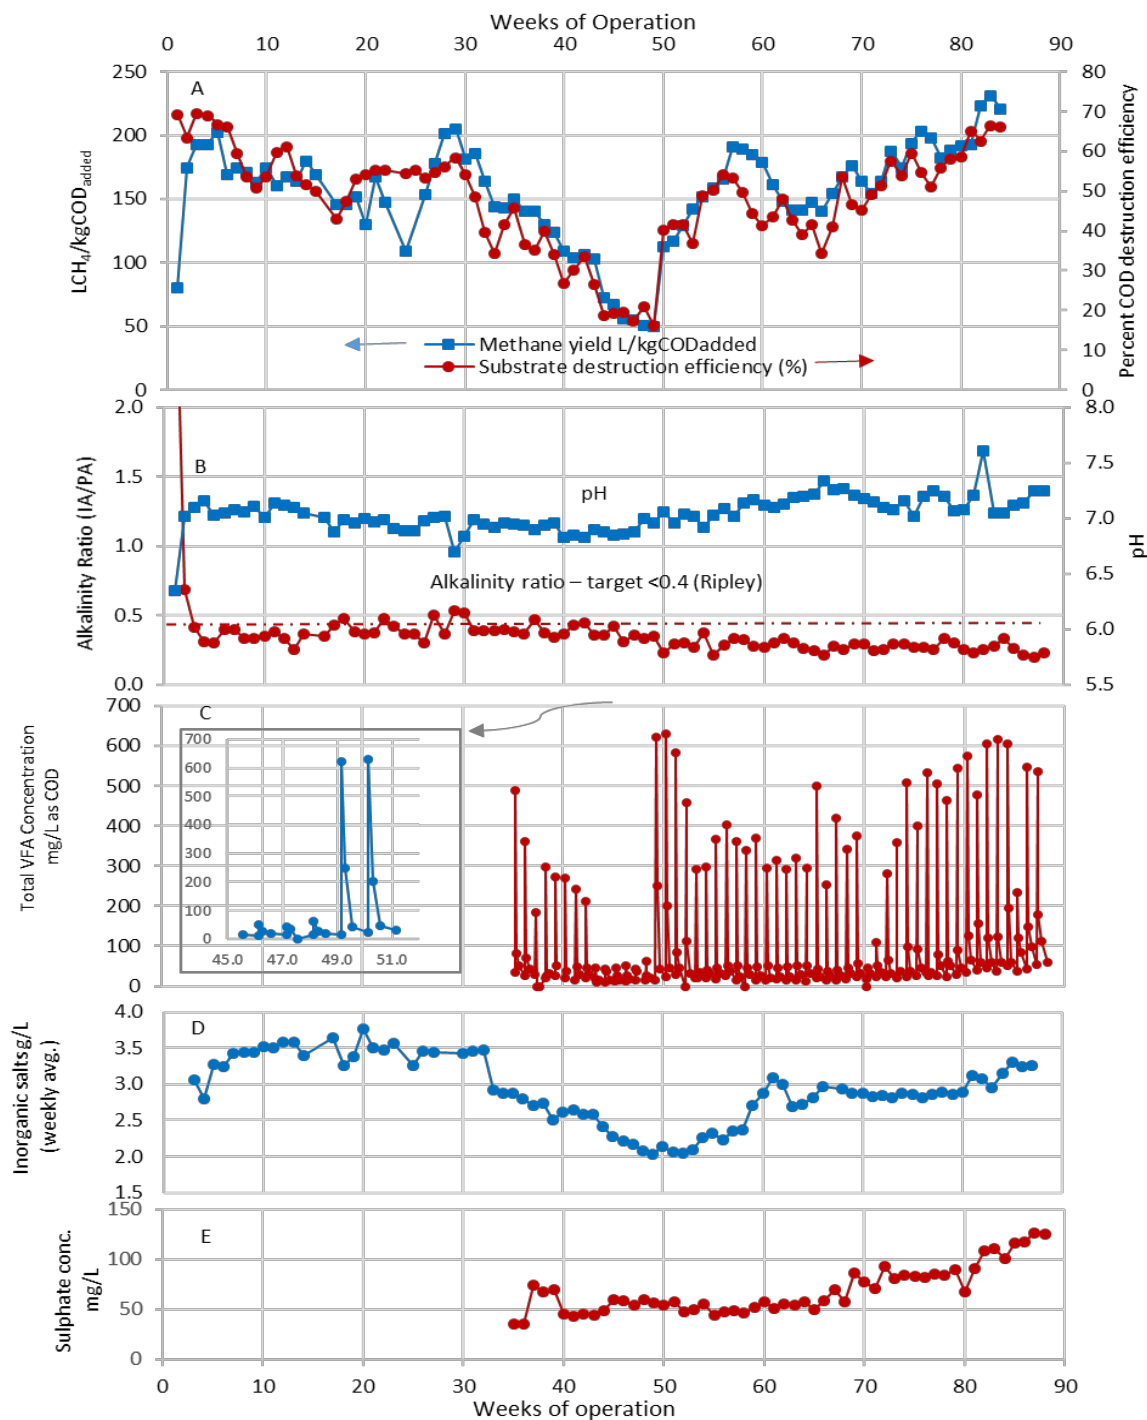 Weeks of Operation
0 10 20 30 40 50 60 70 80 90
250 A 80
200 70
150 60
100 50
50 40
0 30
20
10
0
LCH4/kgCODadded
Percent COD destruction efficiency
Methane yield L/kgCODadded
Substrate destruction efficiency (%)
2.0 8.0
1.5 B 7.5
1.0 7.0
0.5 6.5
0.0 6.0
5.5
pH
Alkalinity ratio – target <0.4 (Ripley)
Alkalinity Ratio (IA/PA)
pH
700 C
600
500
400
300
200
100
0
Total VFA Concentration
mg/L as COD
700
600
500
400
300
200
100
0
45.0 47.0 49.0 51.0
4.0 D
3.5
3.0
2.5
2.0
1.5
Inorganic saltsg/L
(weekly avg.)
150 E
100
50
0
Sulphate conc.
mg/L
0 10 20 30 40 50 60 70 80 90
Weeks of operation